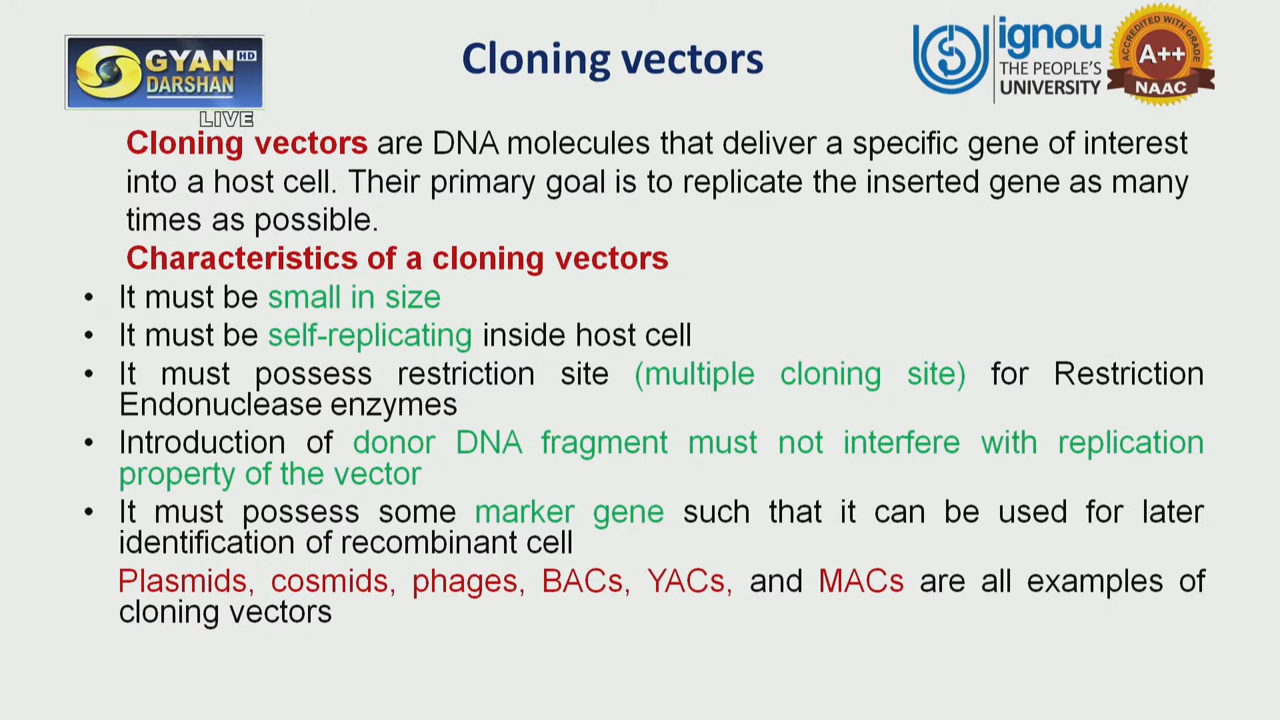 GYAN HD
DARSHAN
LIVE
Cloning vectors
ignou
THE PEOPLE'S
UNIVERSITY
ACCREDITED WITH GRADE
A++
NAAC
Cloning vectors are DNA molecules that deliver a specific gene of interest
into a host cell. Their primary goal is to replicate the inserted gene as many
times as possible.
Characteristics of a cloning vectors
• It must be small in size
• It must be self-replicating inside host cell
• It must possess restriction site (multiple cloning site) for Restriction
Endonuclease enzymes
• Introduction of donor DNA fragment must not interfere with replication
property of the vector
• It must possess some marker gene such that it can be used for later
identification of recombinant cell
Plasmids, cosmids, phages, BACs, YACs, and MACs are all examples of
cloning vectors